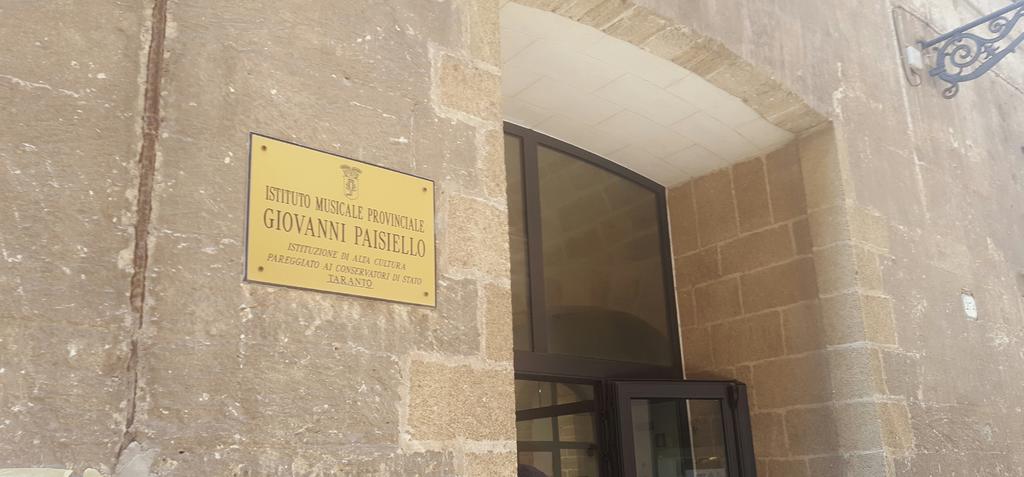 ISTITUTO MUSICALE PROVINCIALE
GIOVANNI PAISIELLO
ISTITUZIONE DI ALTA CULTURA
PAREGGIATO AI CONSERVATORI DI STATO
TARANTO